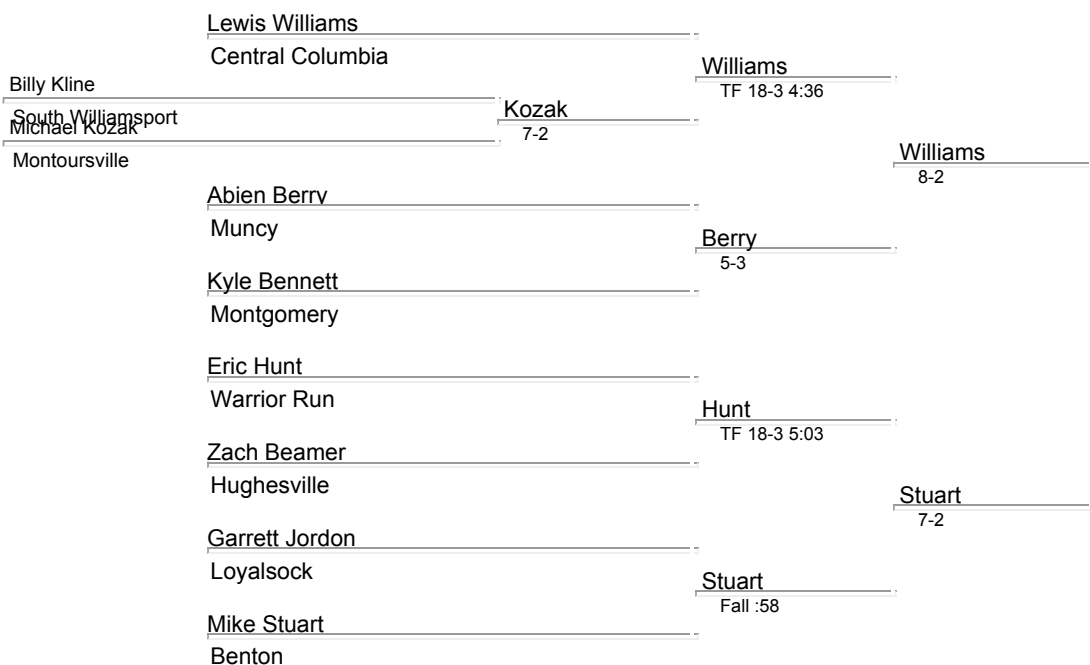 Lewis Williams
Central Columbia
Williams
TF 18-3 4:36
Billy Kline
South Williamsport
Michael Kozak
Montoursville
Kozak
7-2
Williams
8-2
Abien Berry
Muncy
Berry
5-3
Kyle Bennett
Montgomery
Eric Hunt
Warrior Run
Hunt
TF 18-3 5:03
Zach Beamer
Hughesville
Stuart
7-2
Garrett Jordon
Loyalsock
Stuart
Fall :58
Mike Stuart
Benton